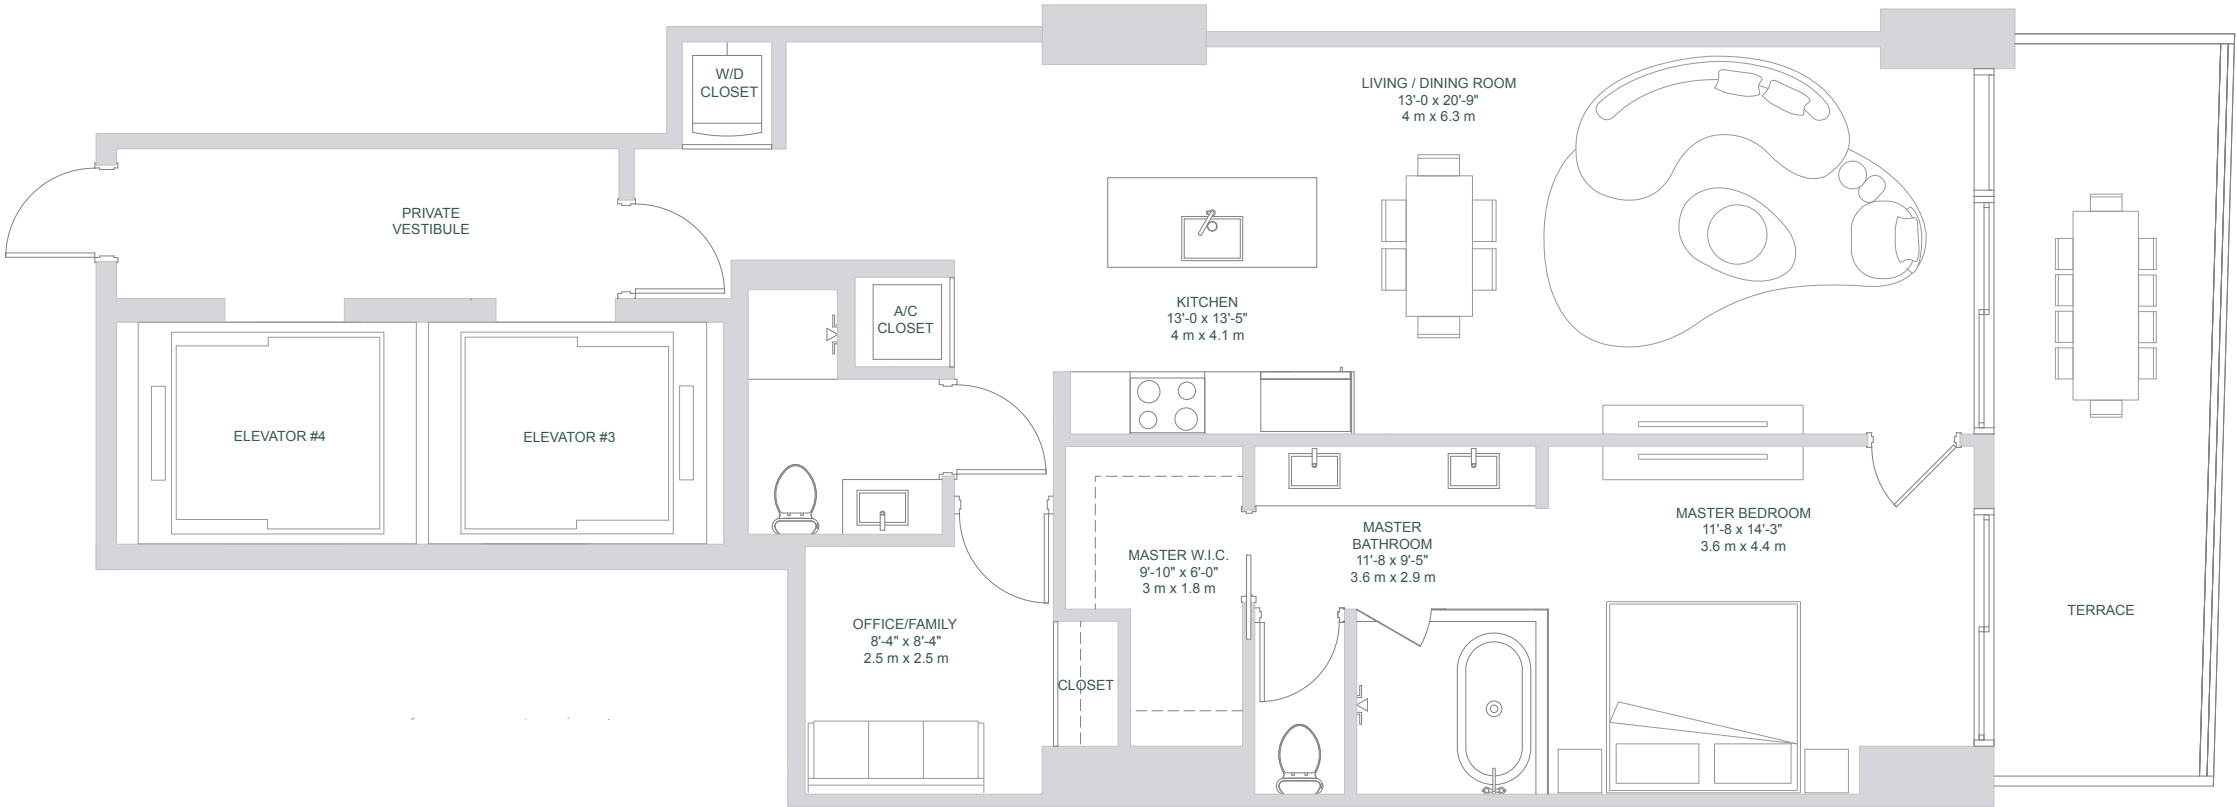 W/D
CLOSET
LIVING / DINING ROOM
13'-0 x 20'-9"
4 m x 6.3 m
PRIVATE
VESTIBULE
KITCHEN
13'-0 x 13'-5"
4 m x 4.1 m
A/C
CLOSET
ELEVATOR #4
ELEVATOR #3
MASTER BEDROOM
11'-8 x 14'-3"
3.6 m x 4.4 m
MASTER
BATHROOM
11'-8 x 9'-5"
3.6 m x 2.9 m
MASTER W.I.C.
9'-10" x 6'-0"
3 m x 1.8 m
TERRACE
OFFICE/FAMILY
8'-4" x 8'-4"
2.5 m x 2.5 m
CLOSET